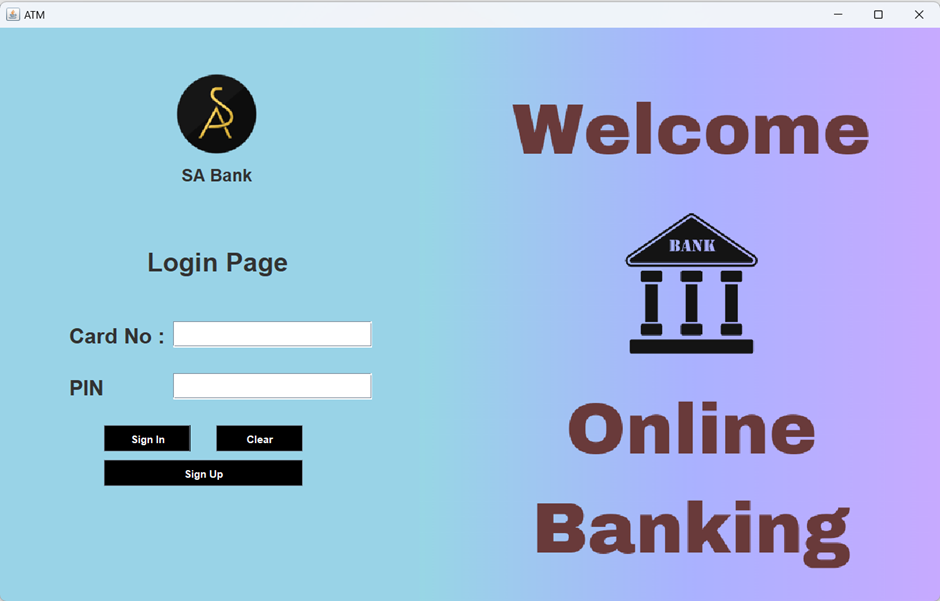 ATM
SA
SA Bank
Login Page
Card No :
PIN
Sign In
Clear
Sign Up
Welcome
BANK
Online
Banking